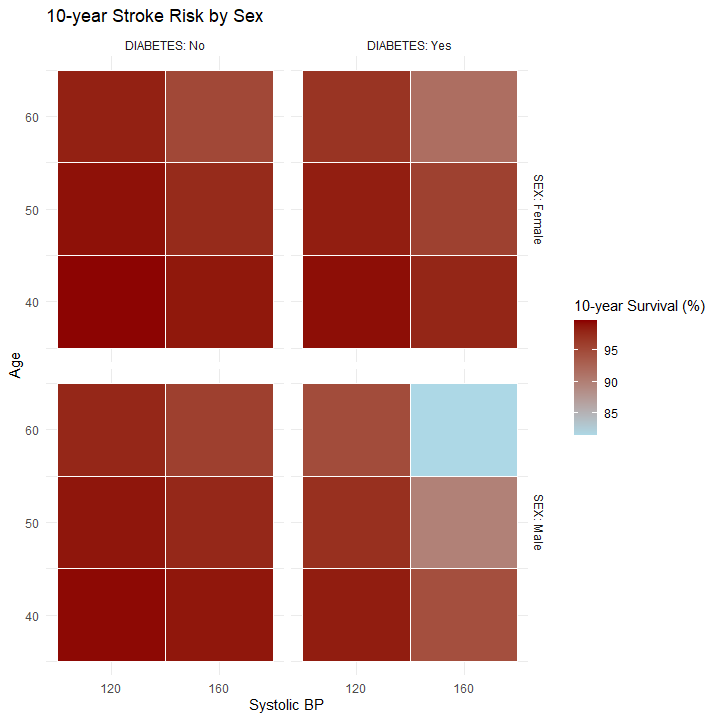 10-year Stroke Risk by Sex
DIABETES: No
DIABETES: Yes
60
50
40
SEX: Female
60
50
40
SEX: Male
Age
120
160
120
160
Systolic BP
10-year Survival (%)
95
90
85